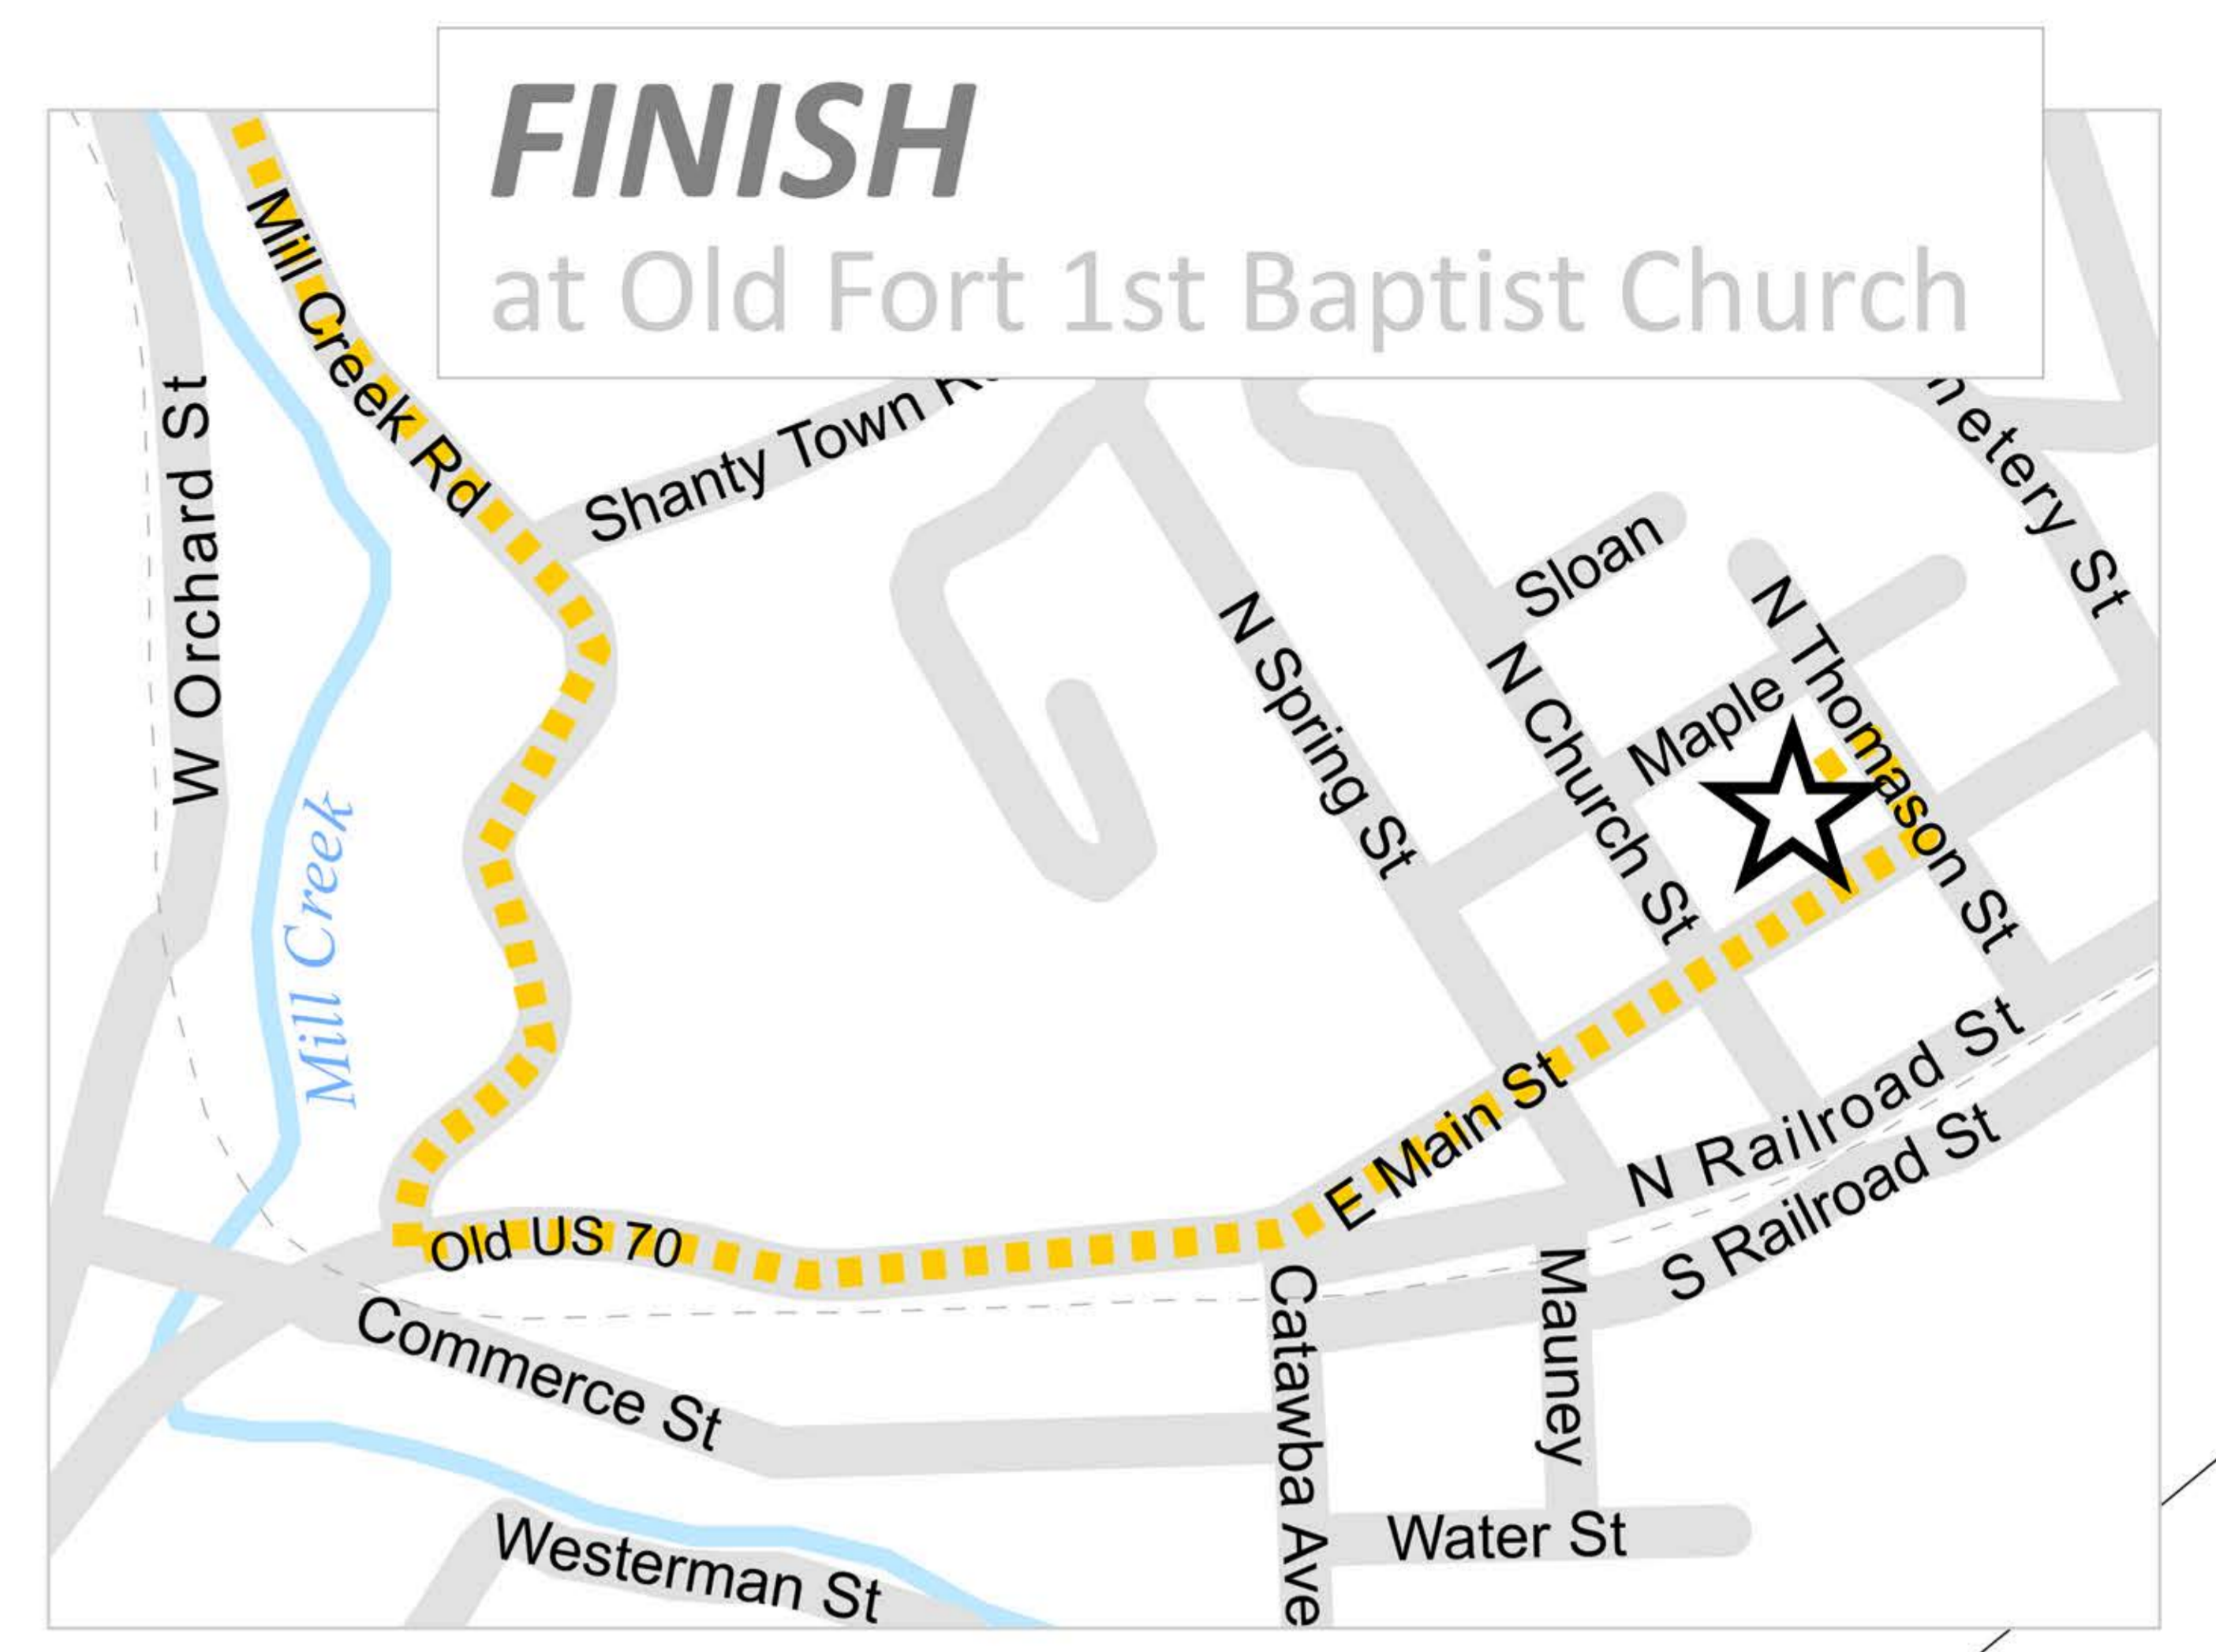 FINISH
at Old Fort 1st Baptist Church
Mill Creek Rd
Shanty Town
W Orchard St
Mill Creek
N Spring St
Sloan
N Church St
Maple
N Thomason St
St
E Main St
N Railroad St
S Railroad St
Old US 70
Commerce St
Catawba Ave
Mauney
Water St
Westerman St